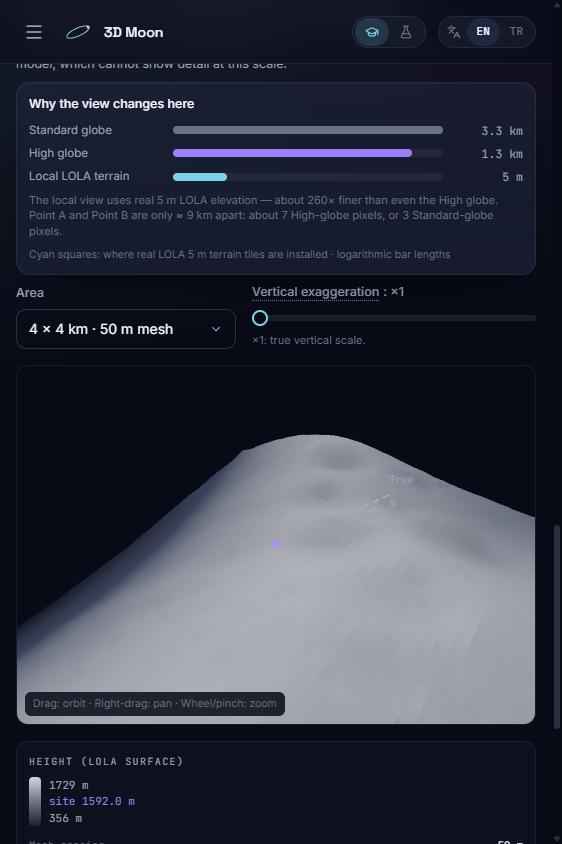 3D Moon
EN TR
model, which cannot show detail at this scale.
Why the view changes here
Standard globe 3.3 km
High globe 1.3 km
Local LOLA terrain 5 m
The local view uses real 5 m LOLA elevation — about 260× finer than even the High globe.
Point A and Point B are only ≈ 9 km apart: about 7 High-globe pixels, or 3 Standard-globe
pixels.
Cyan squares: where real LOLA 5 m terrain tiles are installed · logarithmic bar lengths
Area
Vertical exaggeration : ×1
4 × 4 km · 50 m mesh
×1: true vertical scale.
True
N
Drag: orbit · Right-drag: pan · Wheel/pinch: zoom
HEIGHT (LOLA SURFACE)
1729 m
site 1592.0 m
356 m